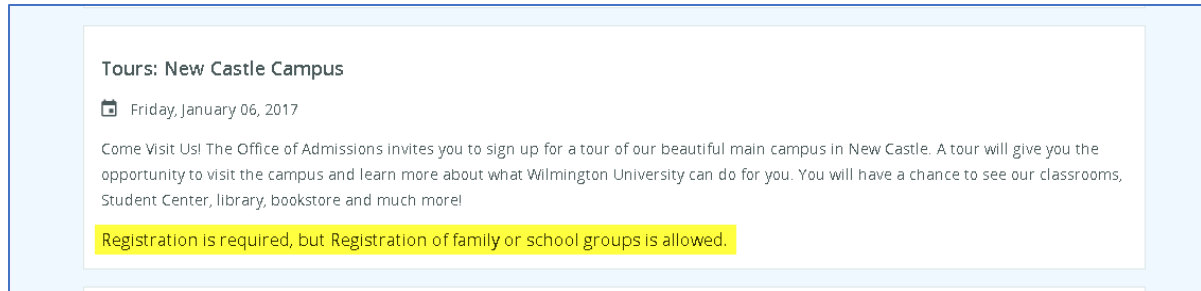 Tours: New Castle Campus
Friday, January 06, 2017
Come Visit Us! The Office of Admissions invites you to sign up for a tour of our beautiful main campus in New Castle. A tour will give you the
opportunity to visit the campus and learn more about what Wilmington University can do for you. You will have a chance to see our classrooms,
Student Center, library, bookstore and much more!
Registration is required, but Registration of family or school groups is allowed.